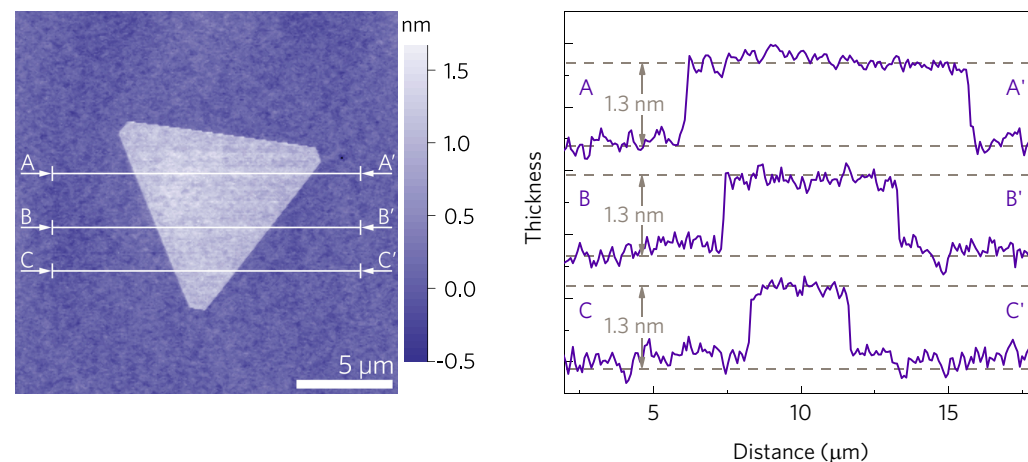 nm
1.5
1.0
0.5
0.0
-0.5
A A'
B B'
C C'
5 μm
Thickness
A 1.3 nm A'
B 1.3 nm B'
C 1.3 nm C'
5 10 15
Distance (μm)